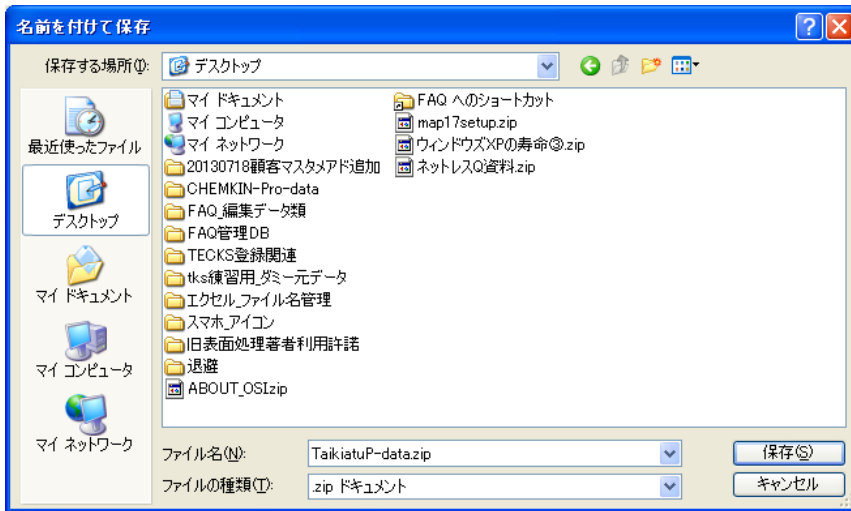 名前を付けて保存
保存する場所(I):
デスクトップ
最近使ったファイル
デスクトップ
マイ ドキュメント
マイ コンピュータ
マイ ネットワーク
マイ ドキュメント
マイ コンピュータ
マイ ネットワーク
20130718顧客マスタメアド追加
CHEMKIN-Pro-data
FAQ_編集データ類
FAQ管理DB
TECKS登録関連
tks練習用_ダミー元データ
エクセル_ファイル名管理
スマホ_アイコン
旧表面処理著者利用許諾
退避
ABOUT_OSIzip
FAQ へのショートカット
map17setup.zip
ウィンドウズXPの寿命③.zip
ネットレスQ資料.zip
ファイル名(N):
TaikiatuP-data.zip
保存(S)
ファイルの種類(T):
.zip ドキュメント
キャンセル